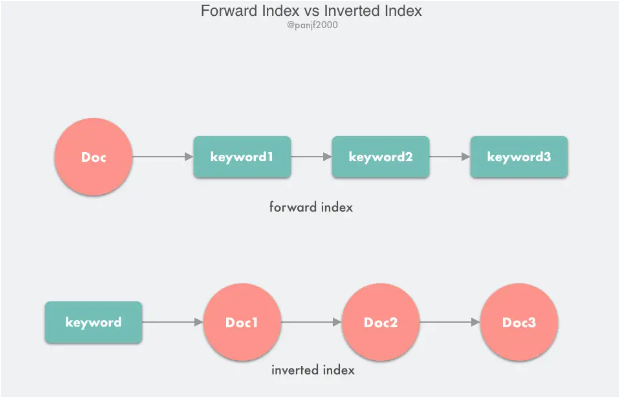 Forward Index vs Inverted Index
@panjf2000
Doc
keyword1
keyword2
keyword3
forward index
keyword
Doc1
Doc2
Doc3
inverted index